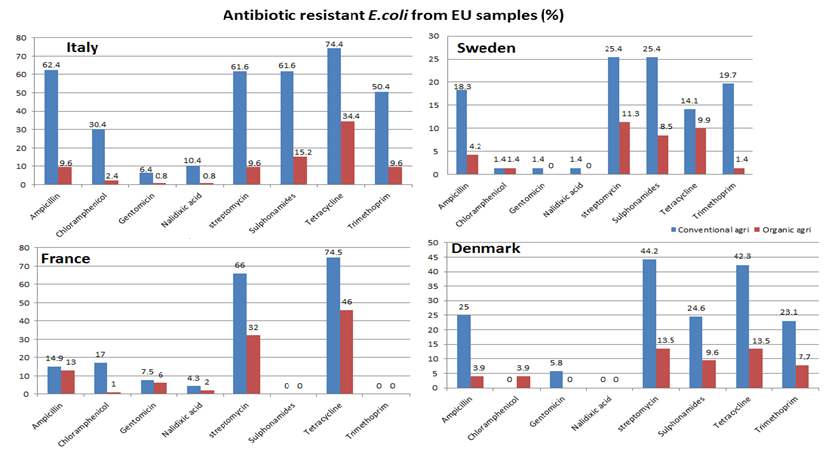 Antibiotic resistant E.coli from EU samples (%)
Italy
80
70
60
50
40
30
20
10
0
62.4
9.6
30.4
2.4
6.4
0.8
10.4
0.8
61.6
9.6
61.6
15.2
74.4
34.4
50.4
9.6
Ampicillin
Chloramphenicol
Gentomicin
Nalidixic acid
streptomycin
Sulphonamides
Tetracycline
Trimethoprim
Sweden
30
25
20
15
10
5
0
18.3
4.2
1.4
1.4
1.4
0
1.4
0
25.4
11.3
25.4
8.5
14.1
9.9
19.7
1.4
Ampicillin
Chloramphenicol
Gentomicin
Nalidixic acid
streptomycin
Sulphonamides
Tetracycline
Trimethoprim
Conventional agri
Organic agri
France
80
70
60
50
40
30
20
10
0
14.9
13
17
1
7.5
6
4.3
2
66
32
0
0
74.5
46
0
0
Ampicillin
Chloramphenicol
Gentomicin
Nalidixic acid
streptomycin
Sulphonamides
Tetracycline
Trimethoprim
Denmark
50
45
40
35
30
25
20
15
10
5
0
25
3.9
0
3.9
5.8
0
0
0
44.2
13.5
24.6
9.6
42.3
13.5
23.1
7.7
Ampicillin
Chloramphenicol
Gentomicin
Nalidixic acid
streptomycin
Sulphonamides
Tetracycline
Trimethoprim